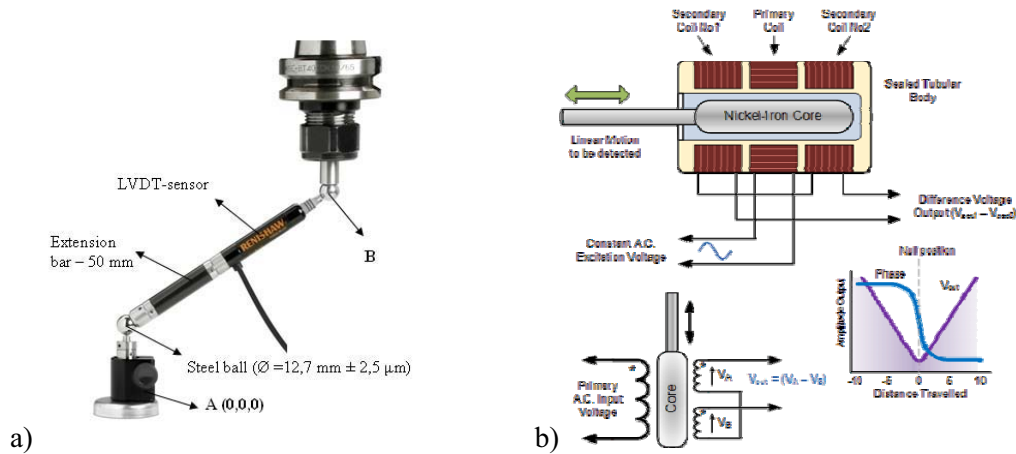 LVDT-sensor
RENISHAW
Extension
bar – 50 mm
B
Steel ball (Ø =12,7 mm ± 2,5 μm)
A (0,0,0)
a)
Secondary
Coil No1
Primary
Coil
Secondary
Coil No2
Sealed Tubular
Body
Nickel-Iron Core
Linear Motion
to be detected
Difference Voltage
Output (Vsec1 – Vsec2)
Constant A.C.
Excitation Voltage
Null position
Phase
Vout
Amplitude Output
-10 -5 0 5 10
Distance Travelled
Primary
A.C. Input
Voltage
Core
VA
Vout = (VA – VB)
VB
b)